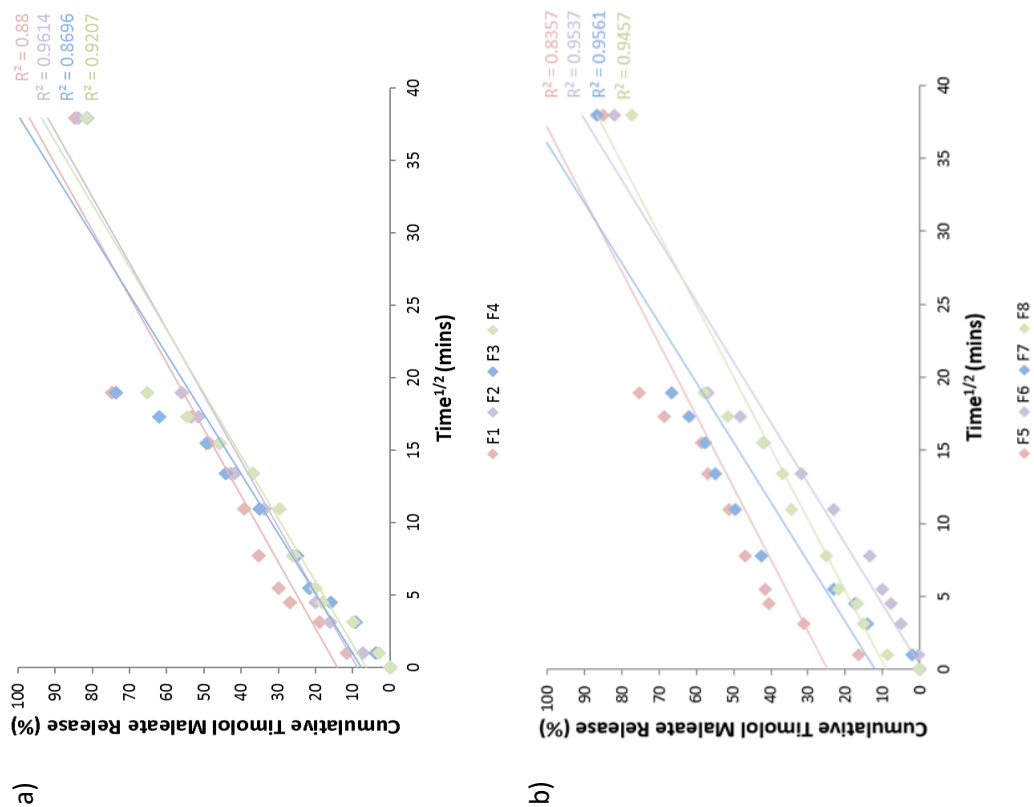 a)
R² = 0.88
R² = 0.9614
R² = 0.8696
R² = 0.9207
Cumulative Timolol Maleate Release (%)
100
90
80
70
60
50
40
30
20
10
0
0
5
10
15
20
25
30
35
40
Time1/2 (mins)
F1 F2 F3 F4
b)
R² = 0.8357
R² = 0.9537
R² = 0.9561
R² = 0.9457
Cumulative Timolol Maleate Release (%)
100
90
80
70
60
50
40
30
20
10
0
0
5
10
15
20
25
30
35
40
Time1/2 (mins)
F5 F6 F7 F8